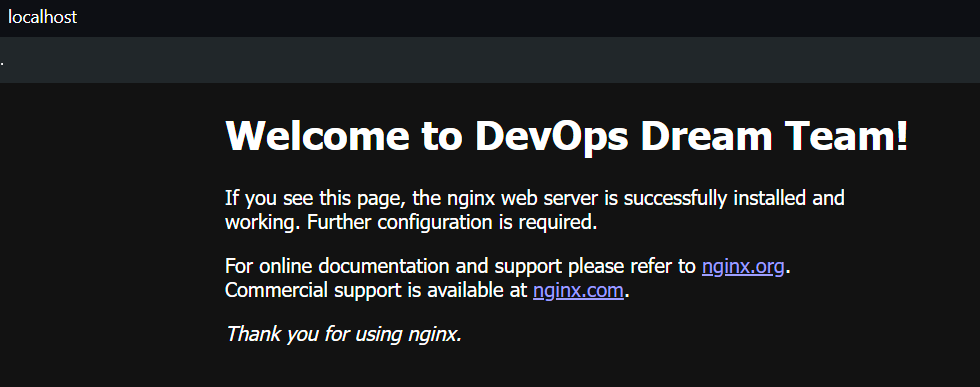 localhost
.
Welcome to DevOps Dream Team!
If you see this page, the nginx web server is successfully installed and
working. Further configuration is required.
For online documentation and support please refer to nginx.org.
Commercial support is available at nginx.com.
Thank you for using nginx.